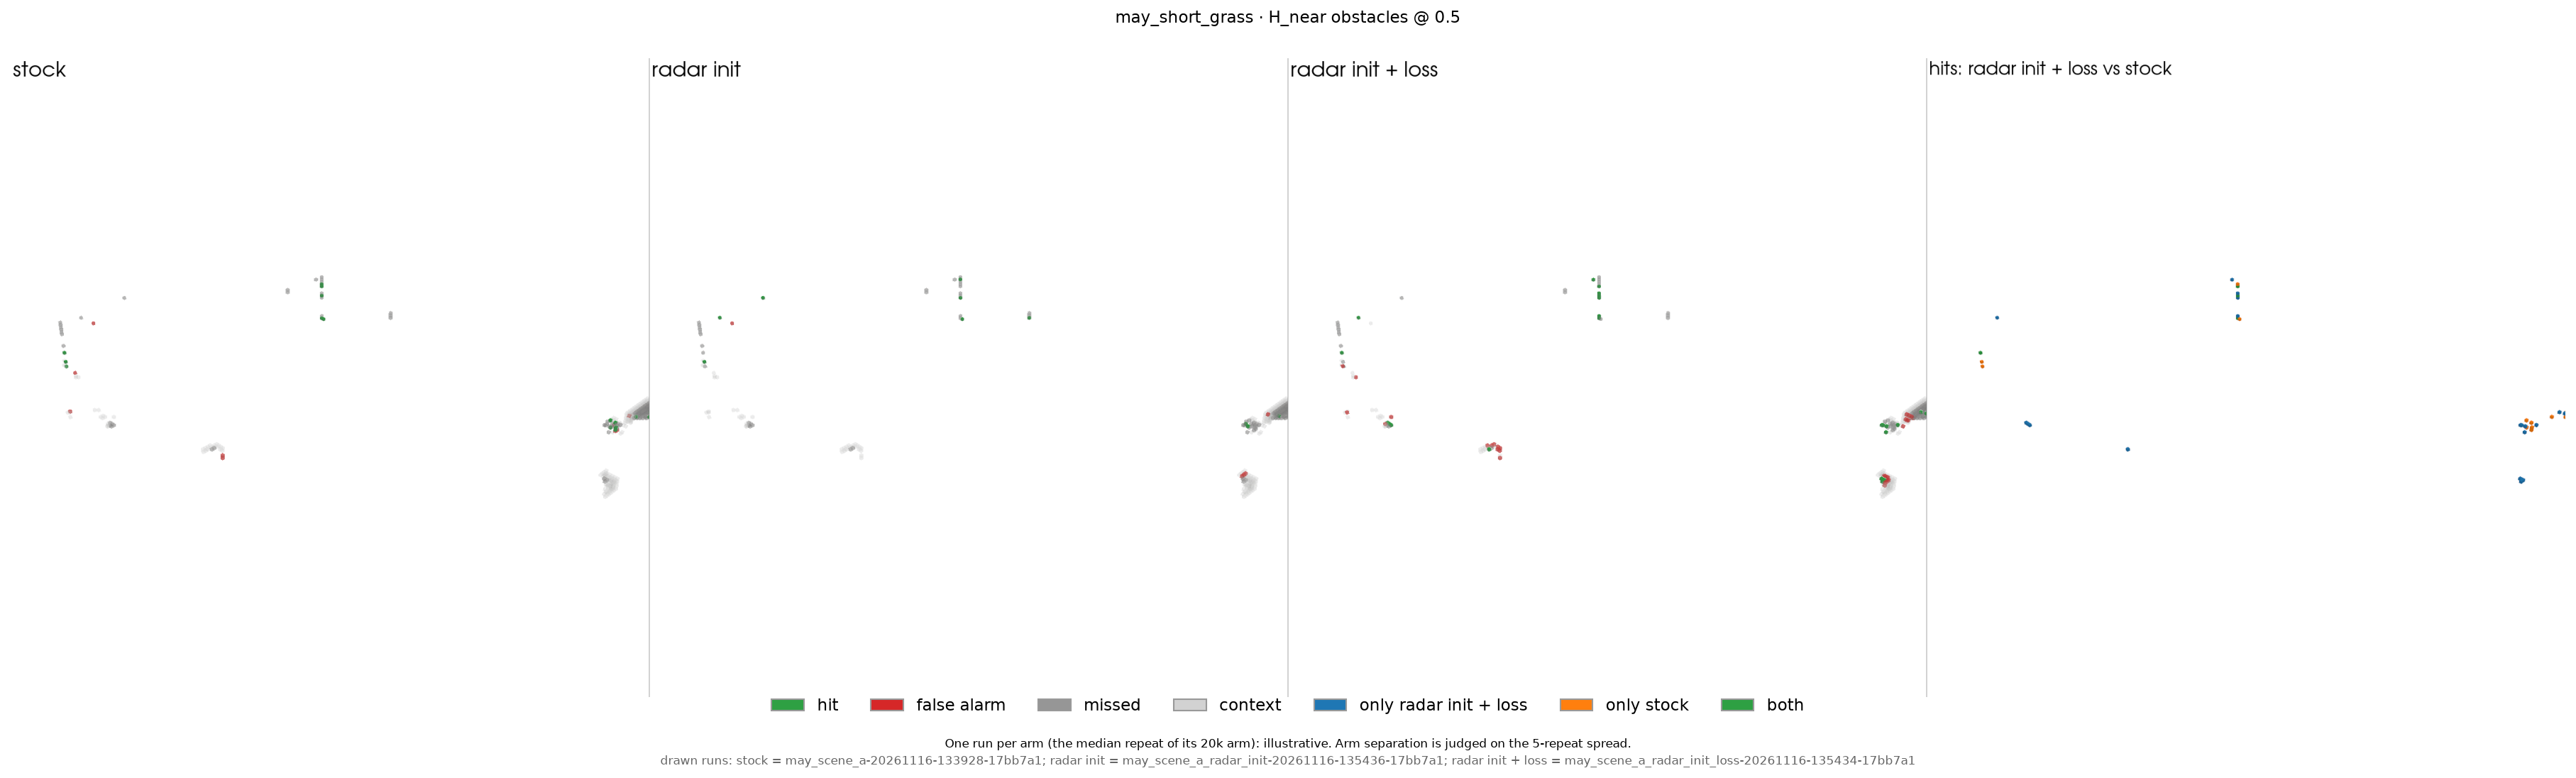 may_short_grass · H_near obstacles @ 0.5
stock
radar init
radar init + loss
hits: radar init + loss vs stock
hit
false alarm
missed
context
only radar init + loss
only stock
both
One run per arm (the median repeat of its 20k arm): illustrative. Arm separation is judged on the 5-repeat spread.
drawn runs: stock = may_scene_a-20261116-133928-17bb7a1; radar init = may_scene_a_radar_init-20261116-135436-17bb7a1; radar init + loss = may_scene_a_radar_init_loss-20261116-135434-17bb7a1